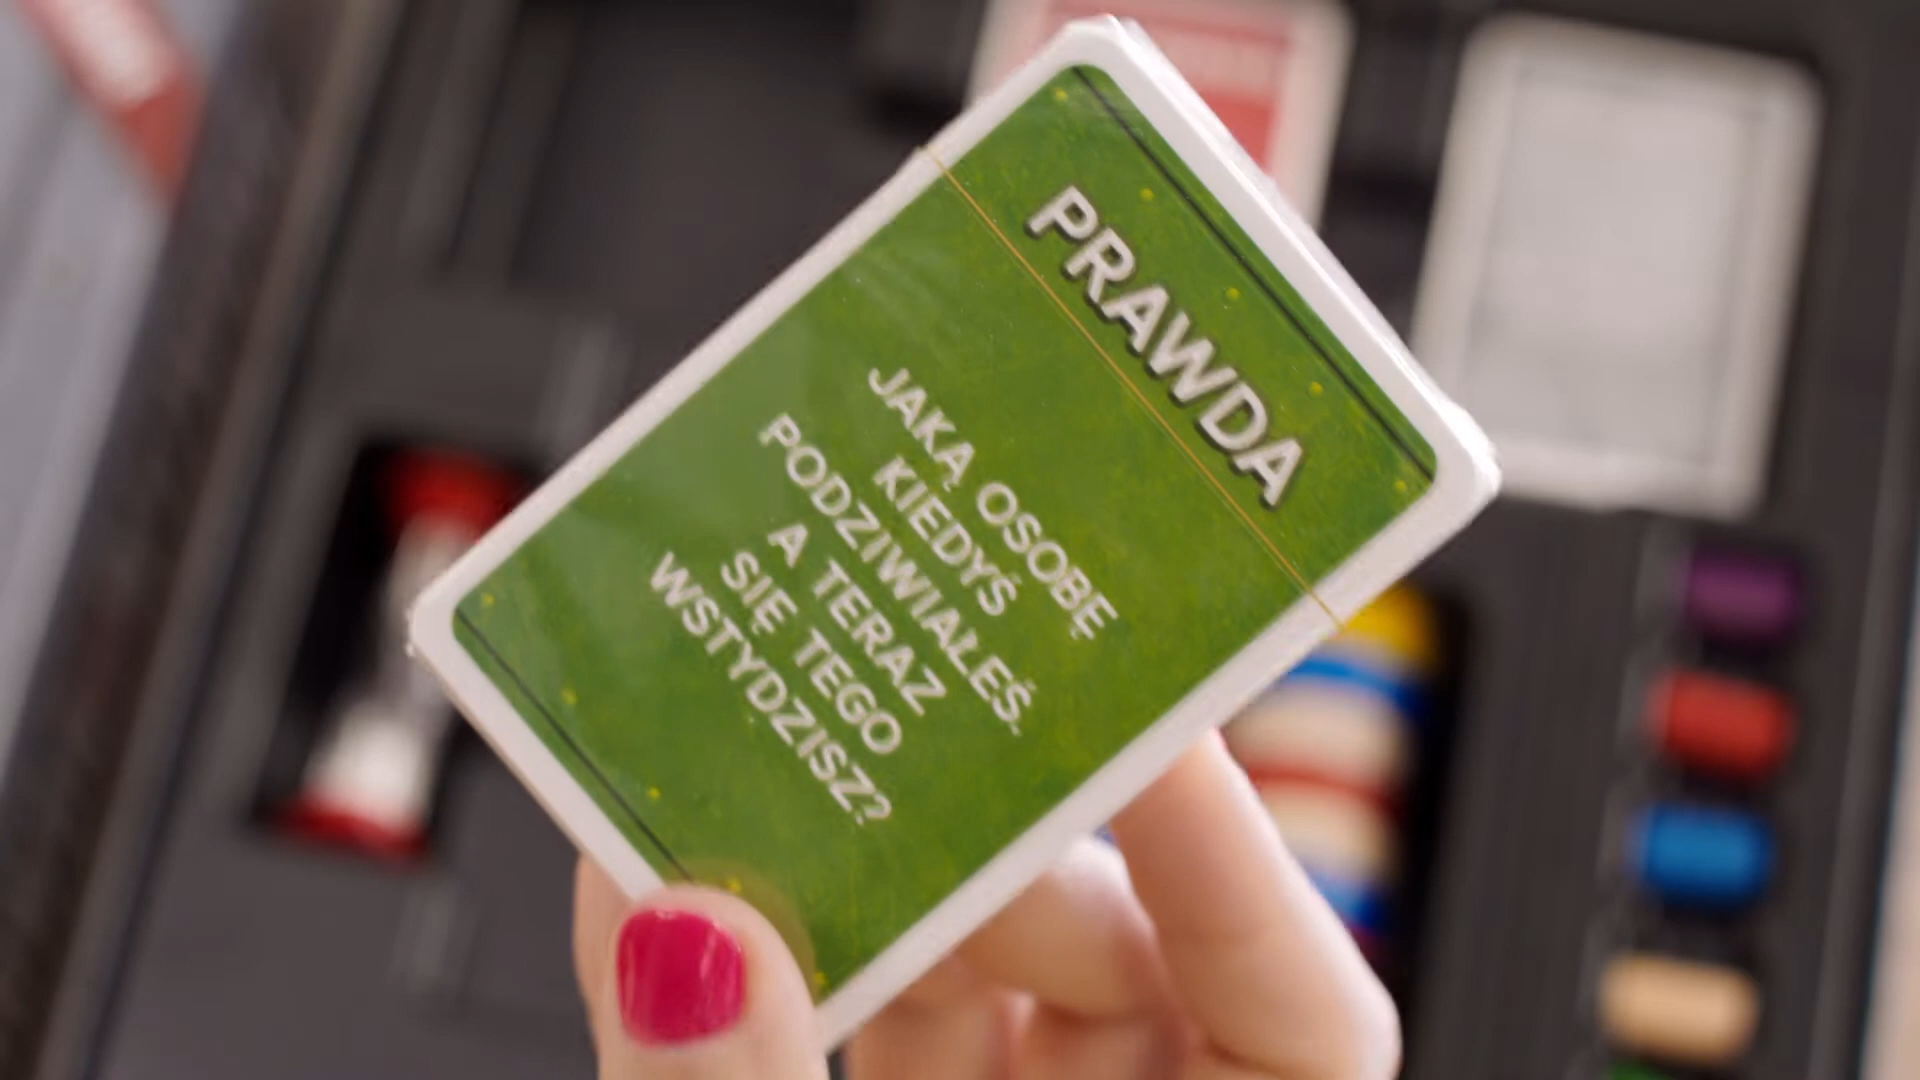 PRAWDA
JAKĄ OSOBĘ
KIEDYŚ
PODZIWIAŁEŚ.
A TERAZ
SIĘ TEGO
WSTYDZISZ?